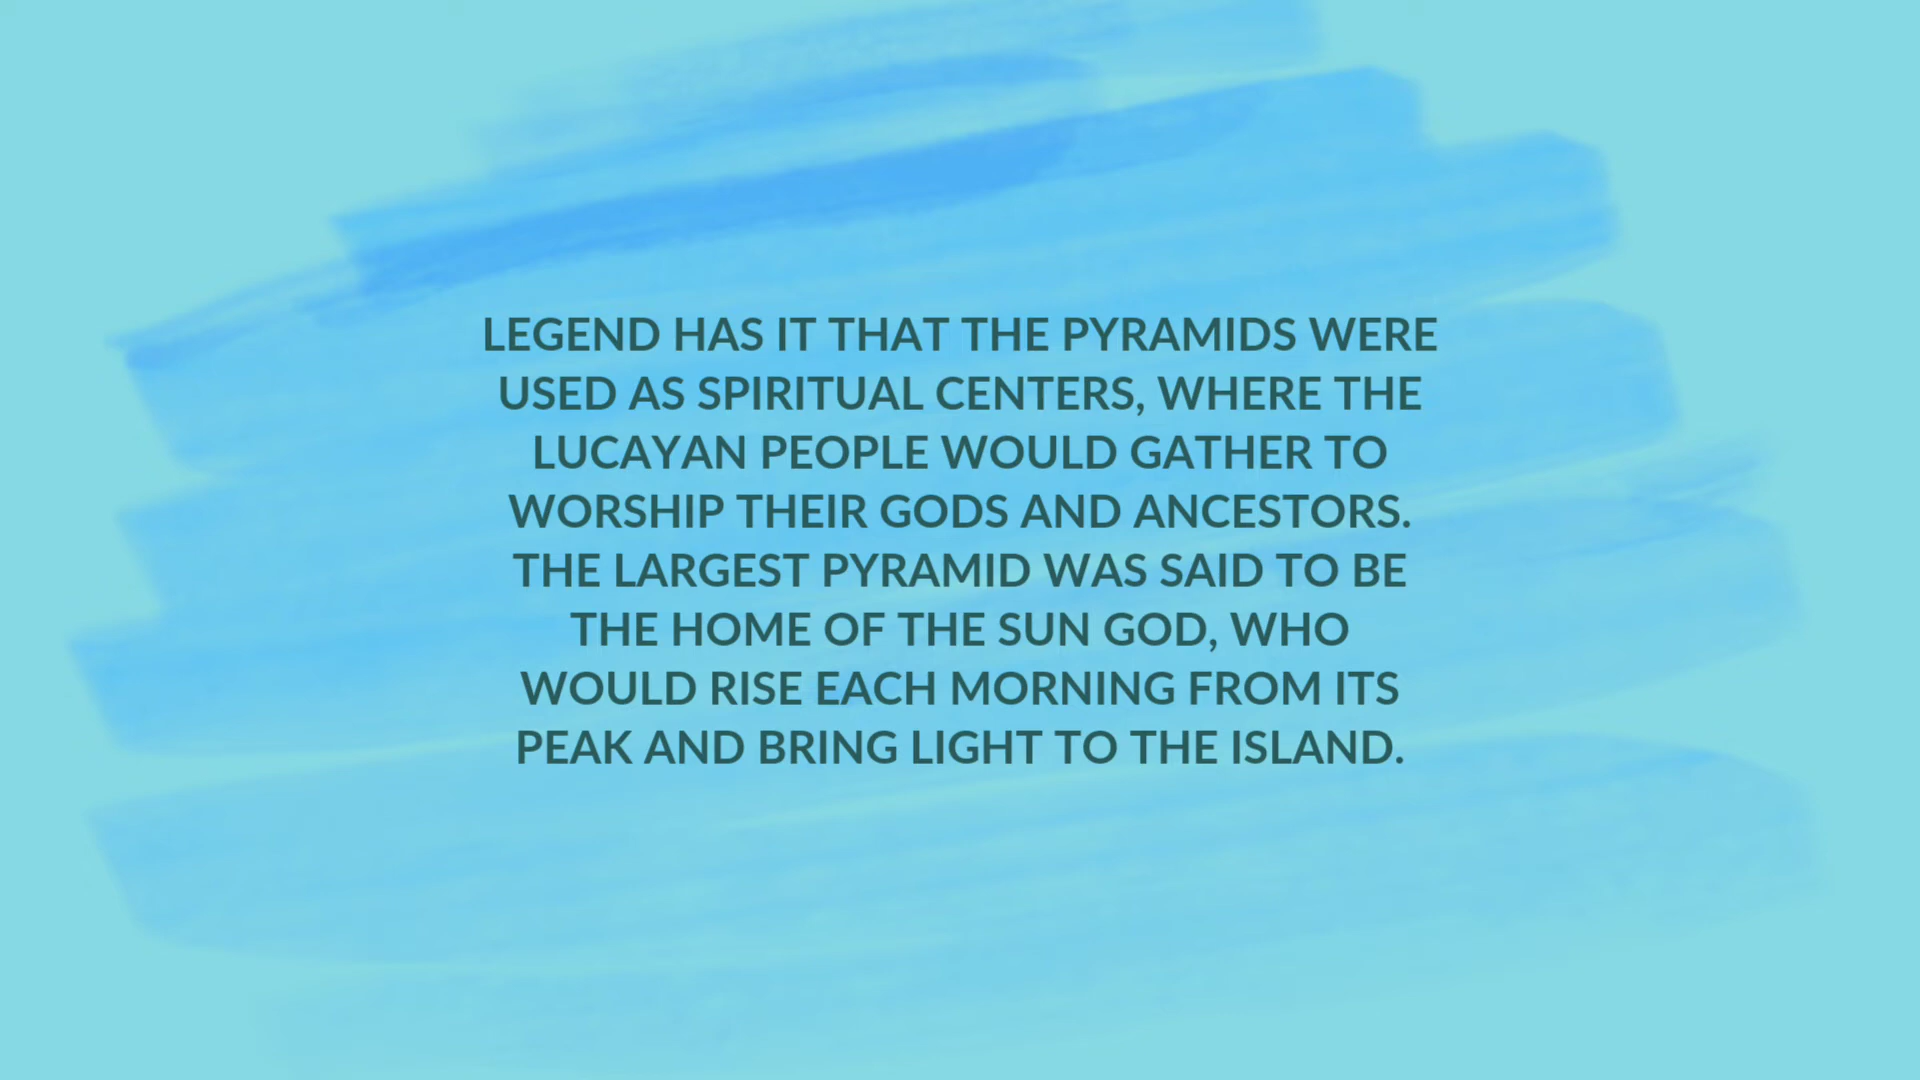 LEGEND HAS IT THAT THE PYRAMIDS WERE
USED AS SPIRITUAL CENTERS, WHERE THE
LUCAYAN PEOPLE WOULD GATHER TO
WORSHIP THEIR GODS AND ANCESTORS.
THE LARGEST PYRAMID WAS SAID TO BE
THE HOME OF THE SUN GOD, WHO
WOULD RISE EACH MORNING FROM ITS
PEAK AND BRING LIGHT TO THE ISLAND.